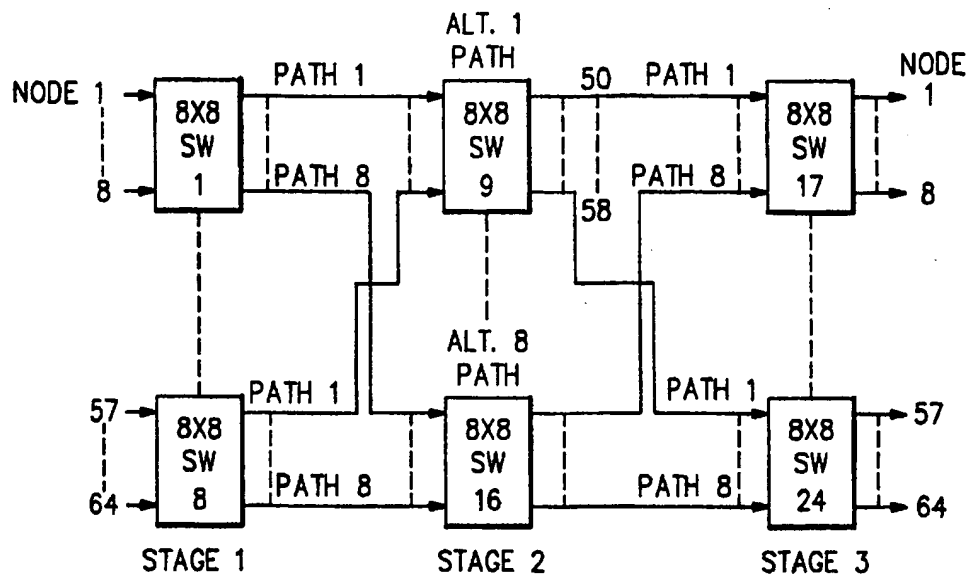 ALT. 1
PATH
NODE 1
8
8X8
SW
1
PATH 1
PATH 8
8X8
SW
9
50
58
PATH 1
PATH 8
8X8
SW
17
NODE
1
8
ALT. 8
PATH
57
64
8X8
SW
8
PATH 1
PATH 8
8X8
SW
16
PATH 1
PATH 8
8X8
SW
24
57
64
STAGE 1
STAGE 2
STAGE 3